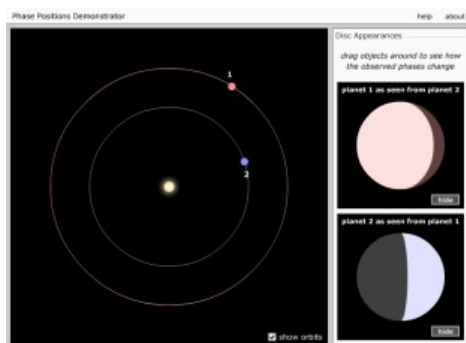 Phase Positions Demonstrator
help about
Disc Appearances
drag objects around to see how
the observed phases change
planet 1 as seen from planet 2
hide
planet 2 as seen from planet 1
hide
1
2
show orbits